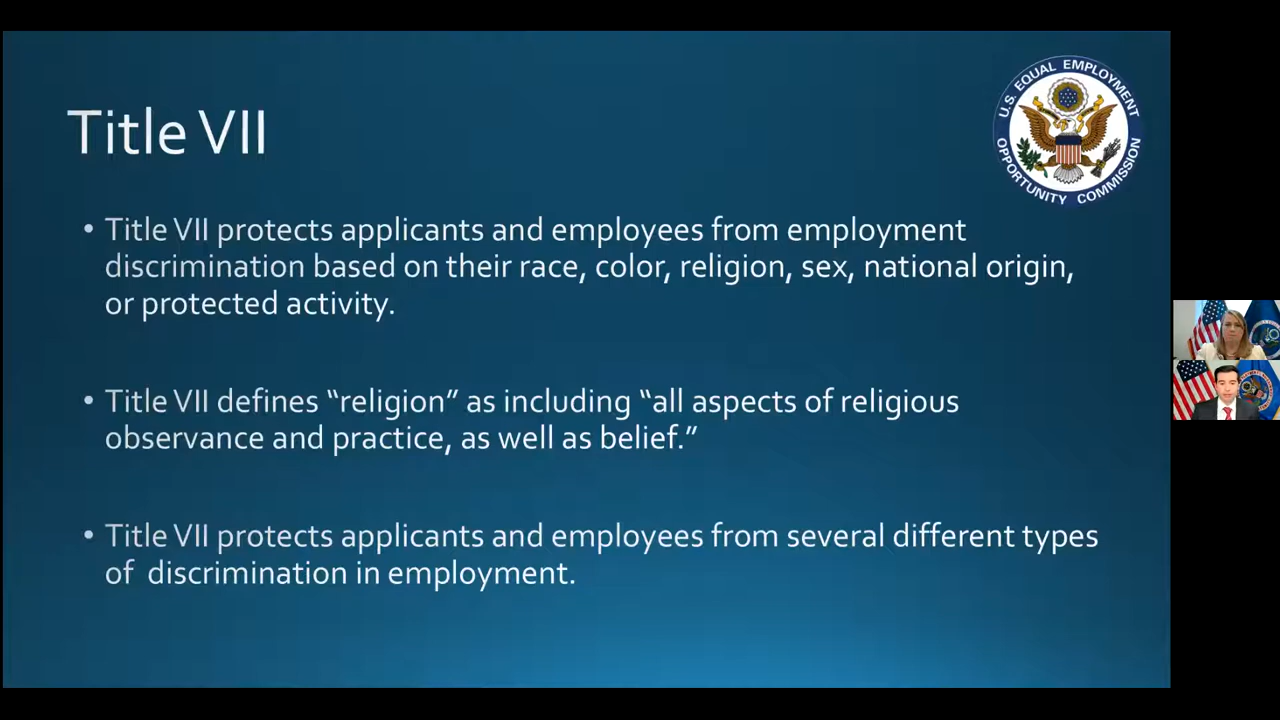 U.S. EQUAL EMPLOYMENT
OPPORTUNITY COMMISSION
Title VII
• Title VII protects applicants and employees from employment
discrimination based on their race, color, religion, sex, national origin,
or protected activity.
• Title VII defines “religion” as including “all aspects of religious
observance and practice, as well as belief.”
• Title VII protects applicants and employees from several different types
of  discrimination in employment.